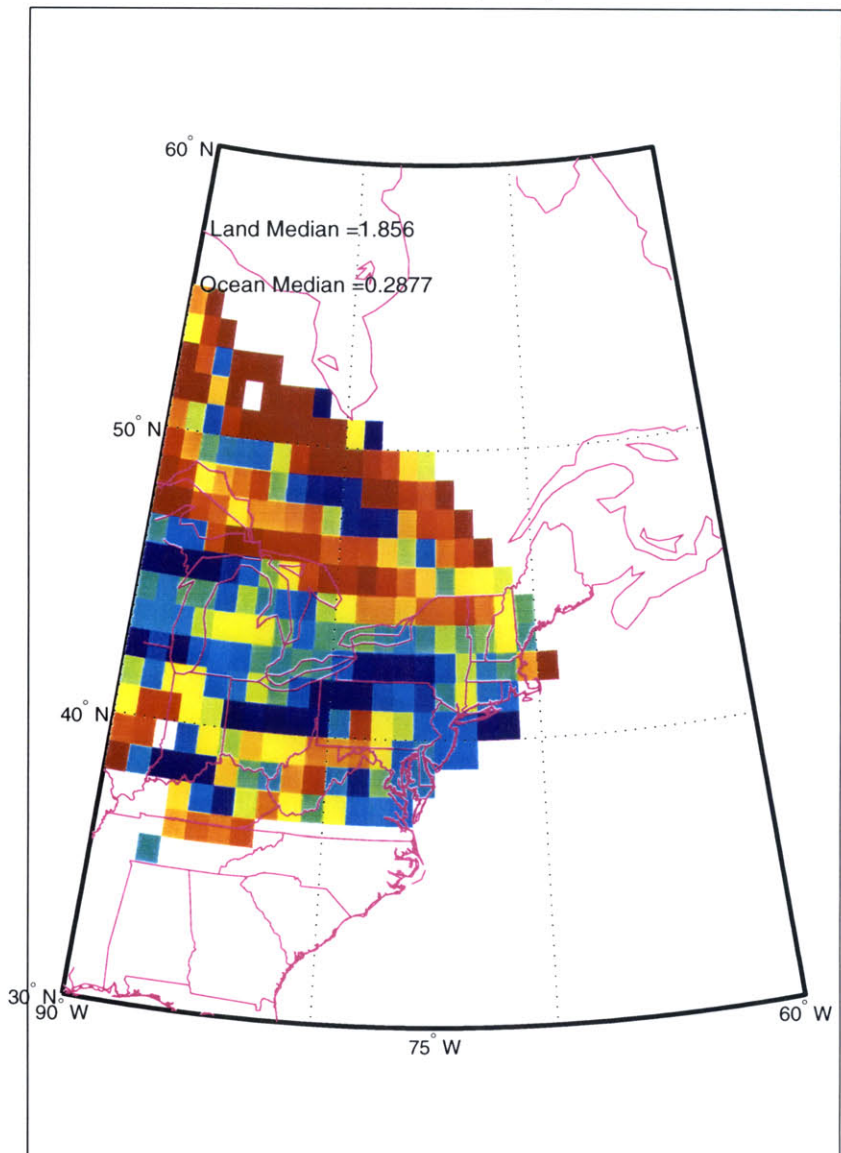 60° N
Land Median =1.856
Ocean Median =0.2877
50° N
40° N
30° N
90° W
60° W
75° W